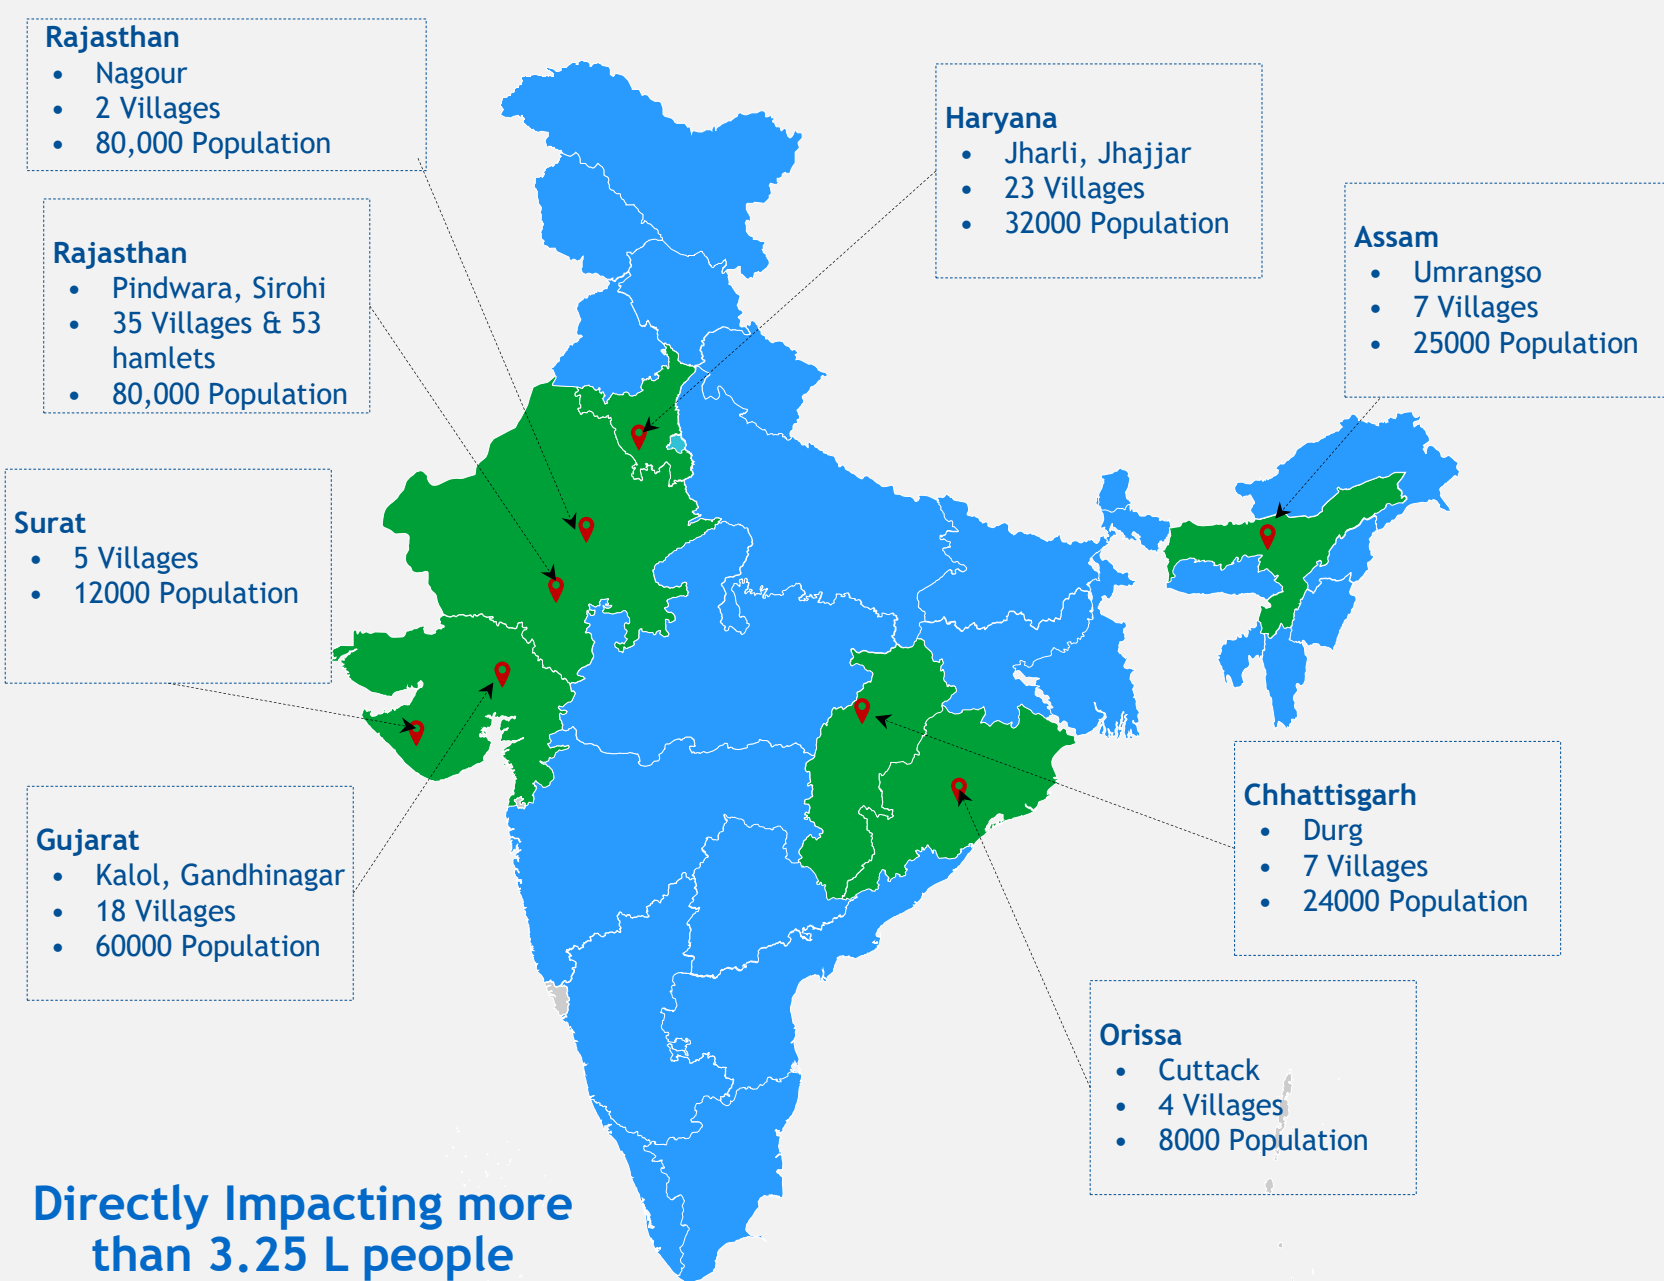 Rajasthan
• Nagour
• 2 Villages
• 80,000 Population
Rajasthan
• Pindwara, Sirohi
• 35 Villages & 53
hamlets
• 80,000 Population
Surat
• 5 Villages
• 12000 Population
Gujarat
• Kalol, Gandhinagar
• 18 Villages
• 60000 Population
Haryana
• Jharli, Jhajjar
• 23 Villages
• 32000 Population
Assam
• Umrangso
• 7 Villages
• 25000 Population
Chhattisgarh
• Durg
• 7 Villages
• 24000 Population
Orissa
• Cuttack
• 4 Villages
• 8000 Population
Directly Impacting more
than 3.25 L people